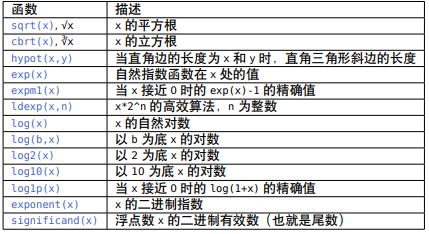 函数 描述
sqrt(x), √x x 的平方根
cbrt(x), ∛x x 的立方根
hypot(x,y) 当直角边的长度为 x 和 y 时，直角三角形斜边的长度
exp(x) 自然指数函数在 x 处的值
expm1(x) 当 x 接近 0 时的 exp(x)-1 的精确值
ldexp(x,n) x*2^n 的高效算法，n 为整数
log(x) x 的自然对数
log(b,x) 以 b 为底 x 的对数
log2(x) 以 2 为底 x 的对数
log10(x) 以 10 为底 x 的对数
log1p(x) 当 x 接近 0 时的 log(1+x) 的精确值
exponent(x) x 的二进制指数
significand(x) 浮点数 x 的二进制有效数（也就是尾数）